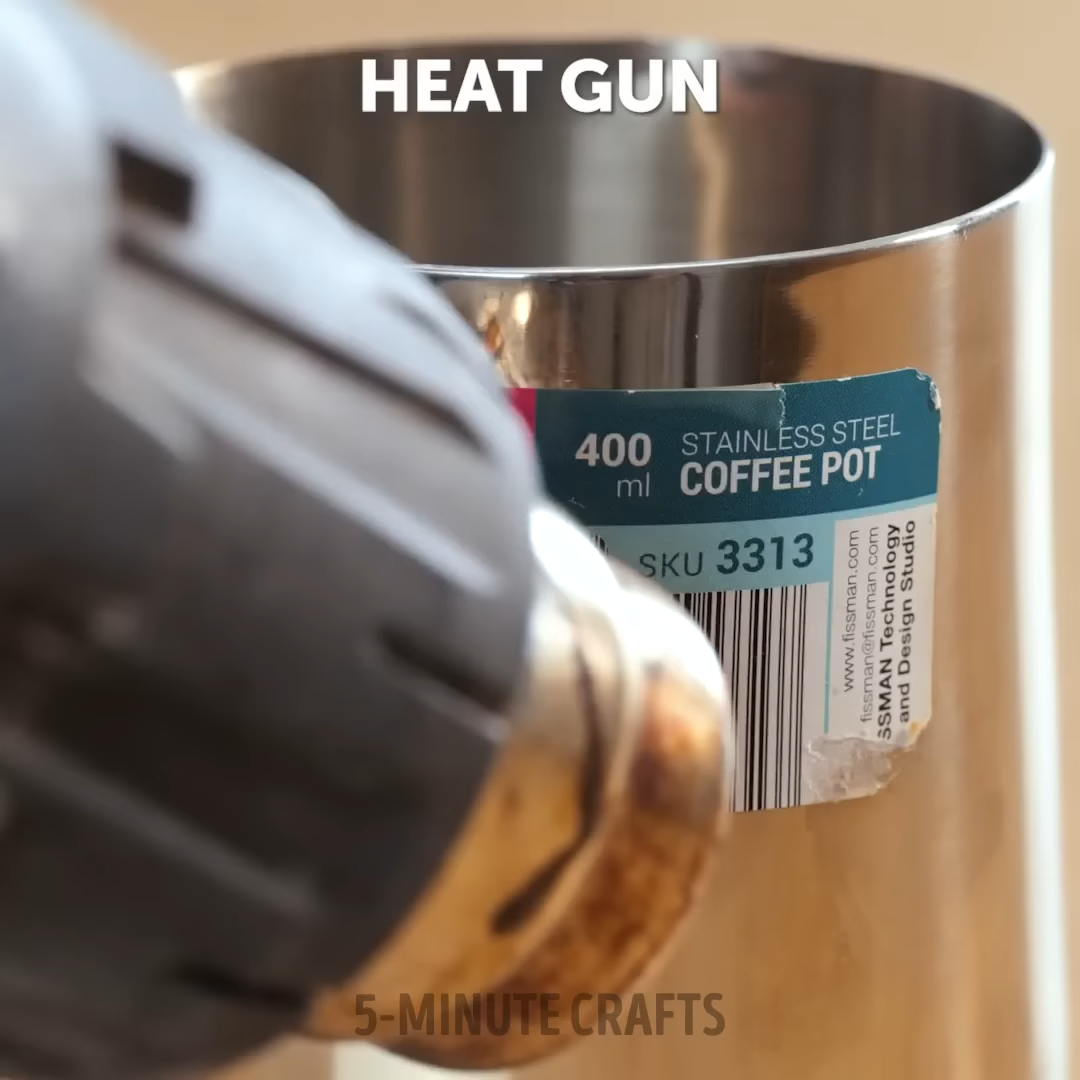 HEAT GUN
400
ml
STAINLESS STEEL
COFFEE POT
SKU 3313
www.fissman.com
fissman@fissman.com
SSMAN Technology
and Design Studio
5-MINUTE CRAFTS